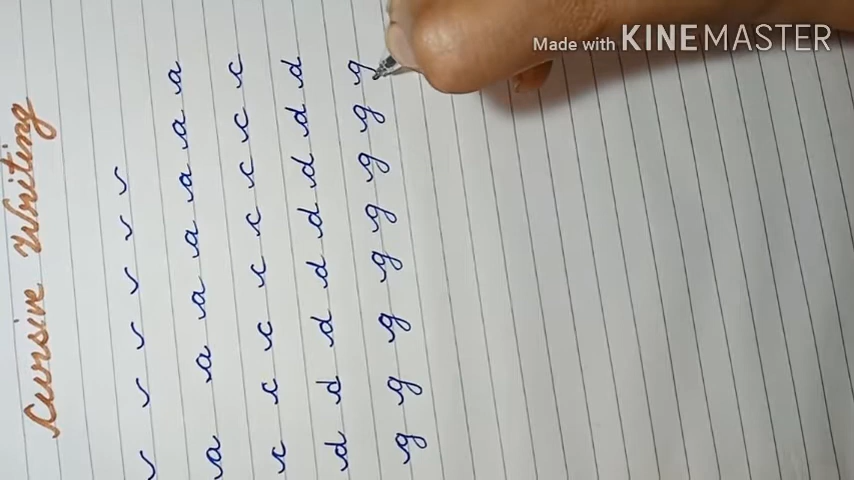 Cursive Writing
a a a a a a a
c c c c c c c c
d d d d d d d d
g g g g g g g g
Made with KINEMASTER